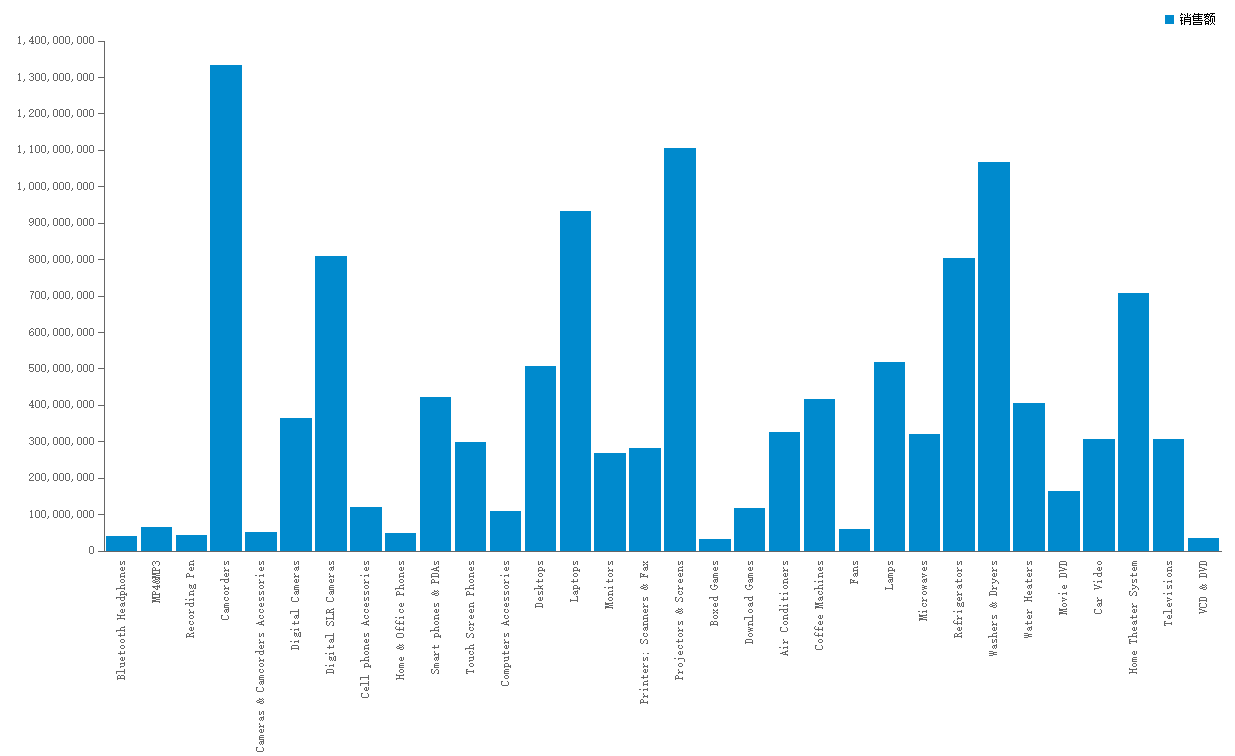 销售额
1,400,000,000
1,300,000,000
1,200,000,000
1,100,000,000
1,000,000,000
900,000,000
800,000,000
700,000,000
600,000,000
500,000,000
400,000,000
300,000,000
200,000,000
100,000,000
0
Bluetooth Headphones
MP4&MP3
Recording Pen
Camcorders
Cameras & Camcorders Accessories
Digital Cameras
Digital SLR Cameras
Cell phones Accessories
Home & Office Phones
Smart phones & PDAs
Touch Screen Phones
Computers Accessories
Desktops
Laptops
Monitors
Printers; Scanners & Fax
Projectors & Screens
Boxed Games
Download Games
Air Conditioners
Coffee Machines
Fans
Lamps
Microwaves
Refrigerators
Washers & Dryers
Water Heaters
Movie DVD
Car Video
Home Theater System
Televisions
VCD & DVD